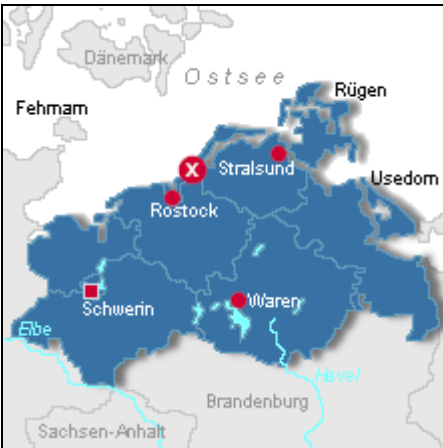 Dänemark
Ostsee
Rügen
Fehmarn
X
Stralsund
Usedom
Rostock
Schwerin
Waren
Elbe
Havel
Brandenburg
Sachsen-Anhalt